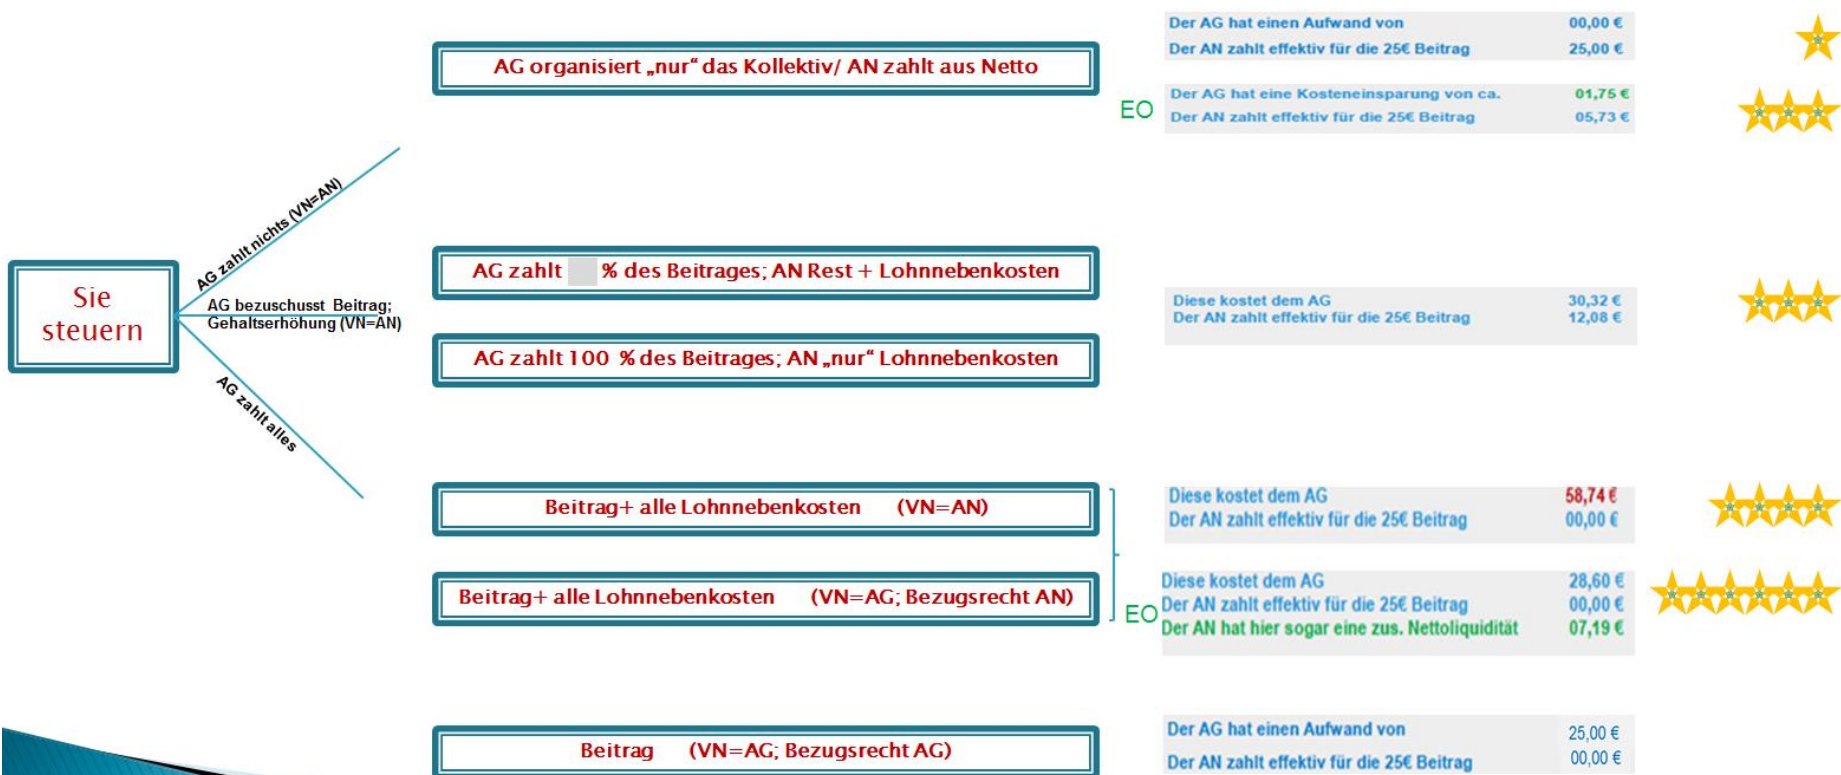 Sie
steuern
AG zahlt nichts (VN=AN)
AG bezuschusst Beitrag;
Gehaltserhöhung (VN=AN)
AG zahlt alles
AG organisiert „nur“ das Kollektiv/ AN zahlt aus Netto
Der AG hat einen Aufwand von 00,00 €
Der AN zahlt effektiv für die 25€ Beitrag 25,00 €
EO
Der AG hat eine Kosteneinsparung von ca. 01,75 €
Der AN zahlt effektiv für die 25€ Beitrag 05,73 €
AG zahlt % des Beitrages; AN Rest + Lohnnebenkosten
Diese kostet dem AG 30,32 €
Der AN zahlt effektiv für die 25€ Beitrag 12,08 €
AG zahlt 100 % des Beitrages; AN „nur“ Lohnnebenkosten
Beitrag+ alle Lohnnebenkosten (VN=AN)
Diese kostet dem AG 58,74 €
Der AN zahlt effektiv für die 25€ Beitrag 00,00 €
Beitrag+ alle Lohnnebenkosten (VN=AG; Bezugsrecht AN)
EO
Diese kostet dem AG 28,60 €
Der AN zahlt effektiv für die 25€ Beitrag 00,00 €
Der AN hat hier sogar eine zus. Nettoliquidität 07,19 €
Beitrag (VN=AG; Bezugsrecht AG)
Der AG hat einen Aufwand von 25,00 €
Der AN zahlt effektiv für die 25€ Beitrag 00,00 €